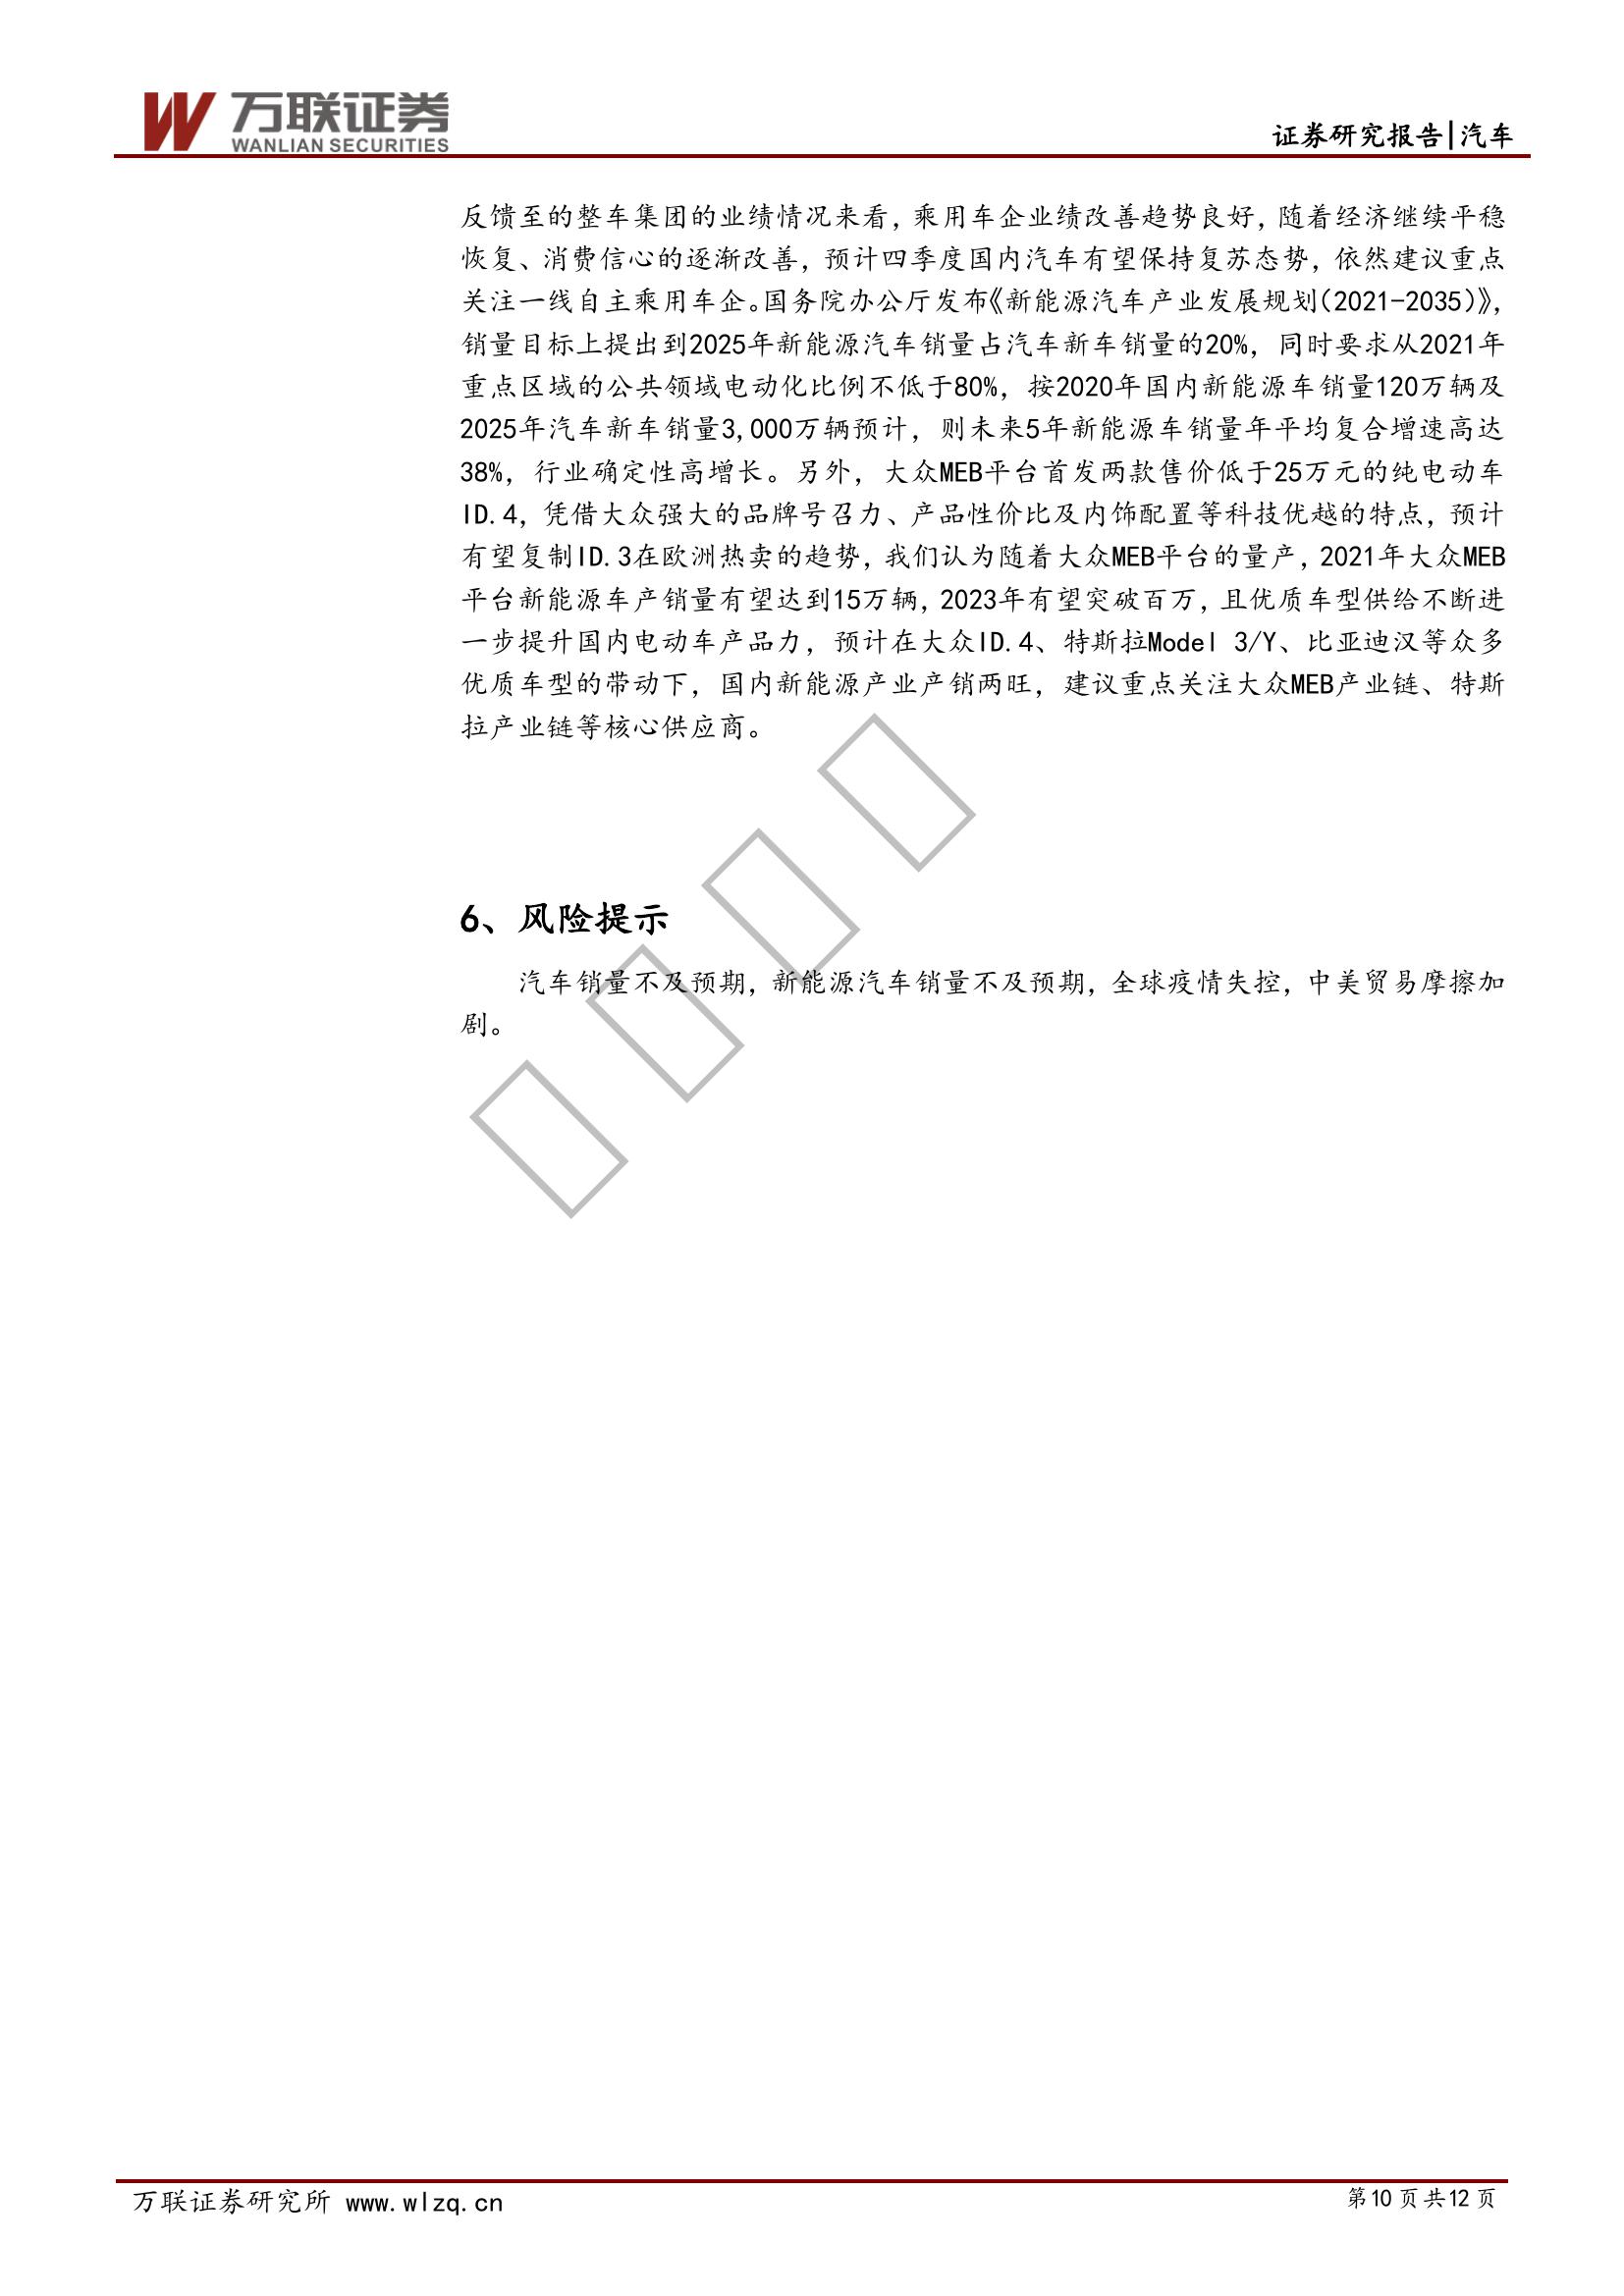 万联证券
WANLIAN SECURITIES
证券研究报告|汽车
反馈至的整车集团的业绩情况来看，乘用车企业绩改善趋势良好，随着经济继续平稳
恢复、消费信心的逐渐改善，预计四季度国内汽车有望保持复苏态势，依然建议重点
关注一线自主乘用车企。国务院办公厅发布《新能源汽车产业发展规划（2021-2035）》，
销量目标上提出到2025年新能源汽车销量占汽车新车销量的20%，同时要求从2021年
重点区域的公共领域电动化比例不低于80%，按2020年国内新能源车销量120万辆及
2025年汽车新车销量3,000万辆预计，则未来5年新能源车销量年平均复合增速高达
38%，行业确定性高增长。另外，大众MEB平台首发两款售价低于25万元的纯电动车
ID.4，凭借大众强大的品牌号召力、产品性价比及内饰配置等科技优越的特点，预计
有望复制ID.3在欧洲热卖的趋势，我们认为随着大众MEB平台的量产，2021年大众MEB
平台新能源车产销量有望达到15万辆，2023年有望突破百万，且优质车型供给不断进
一步提升国内电动车产品力，预计在大众ID.4、特斯拉Model 3/Y、比亚迪汉等众多
优质车型的带动下，国内新能源产业产销两旺，建议重点关注大众MEB产业链、特斯
拉产业链等核心供应商。
6、风险提示
汽车销量不及预期，新能源汽车销量不及预期，全球疫情失控，中美贸易摩擦加
剧。
万联证券研究所 www.wlzq.cn
第10页共12页